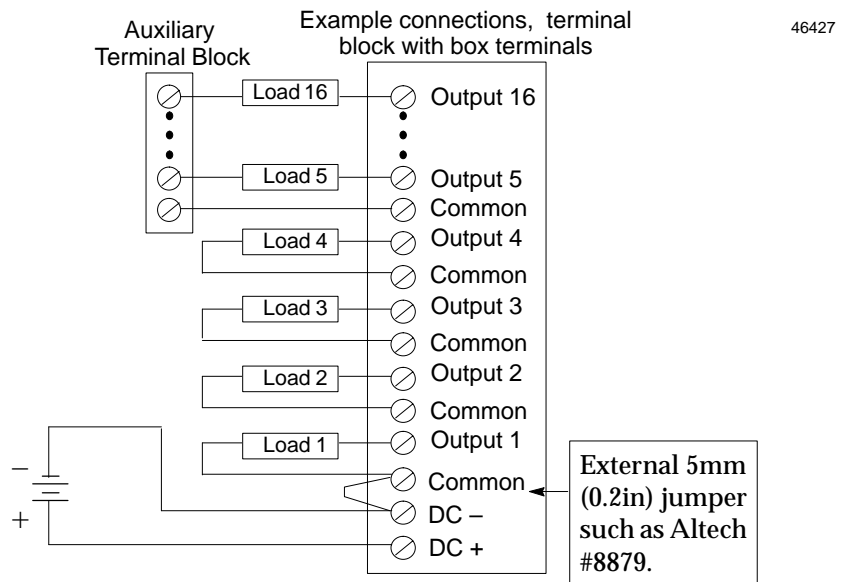 Auxiliary
Terminal Block
Example connections, terminal
block with box terminals
46427
Load 16
Output 16
Load 5
Output 5
Common
Load 4
Output 4
Common
Load 3
Output 3
Common
Load 2
Output 2
Common
Load 1
Output 1
Common
DC –
DC +
–
+
External 5mm
(0.2in) jumper
such as Altech
#8879.